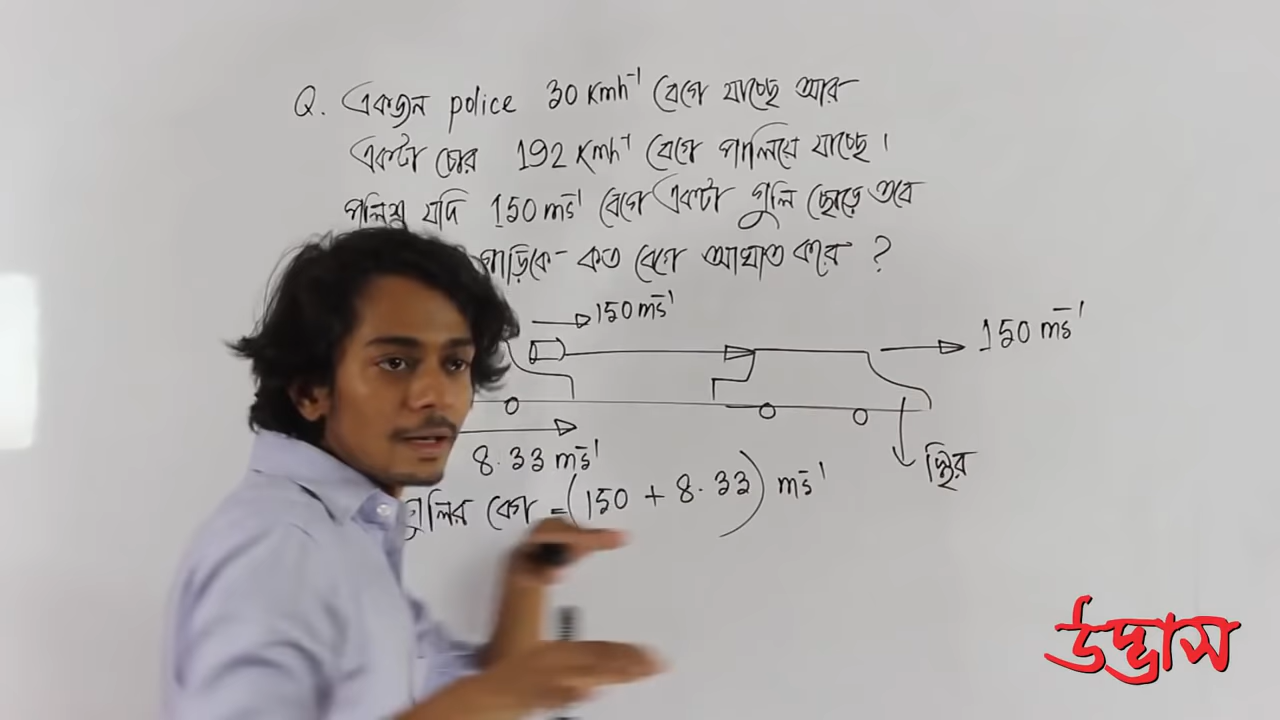 Q. একজন police 30 kmh⁻¹ বেগে যাচ্ছে আর
একটা চোর 192 kmh⁻¹ বেগে পালিয়ে যাচ্ছে।
পুলিশ যদি 150 ms⁻¹ বেগে একটা গুলি ছোড়ে তবে
গাড়িকে কত বেগে আঘাত করে ?
150 ms⁻¹
150 ms⁻¹
8.33 ms⁻¹
স্থির
গুলির বেগ = (150 + 8.33) ms⁻¹
উদ্ভাস